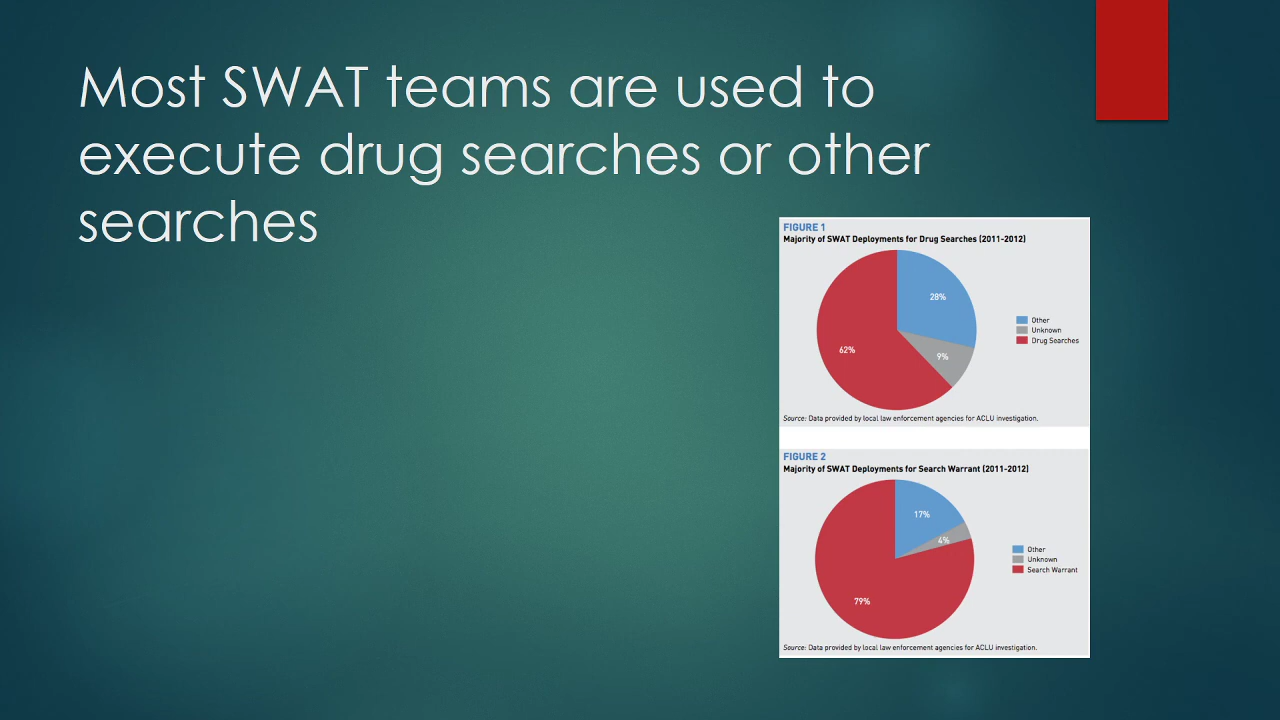 Most SWAT teams are used to
execute drug searches or other
searches
FIGURE 1
Majority of SWAT Deployments for Drug Searches (2011-2012)
28%
9%
62%
Other
Unknown
Drug Searches
Source: Data provided by local law enforcement agencies for ACLU investigation.
FIGURE 2
Majority of SWAT Deployments for Search Warrant (2011-2012)
17%
4%
79%
Other
Unknown
Search Warrant
Source: Data provided by local law enforcement agencies for ACLU investigation.